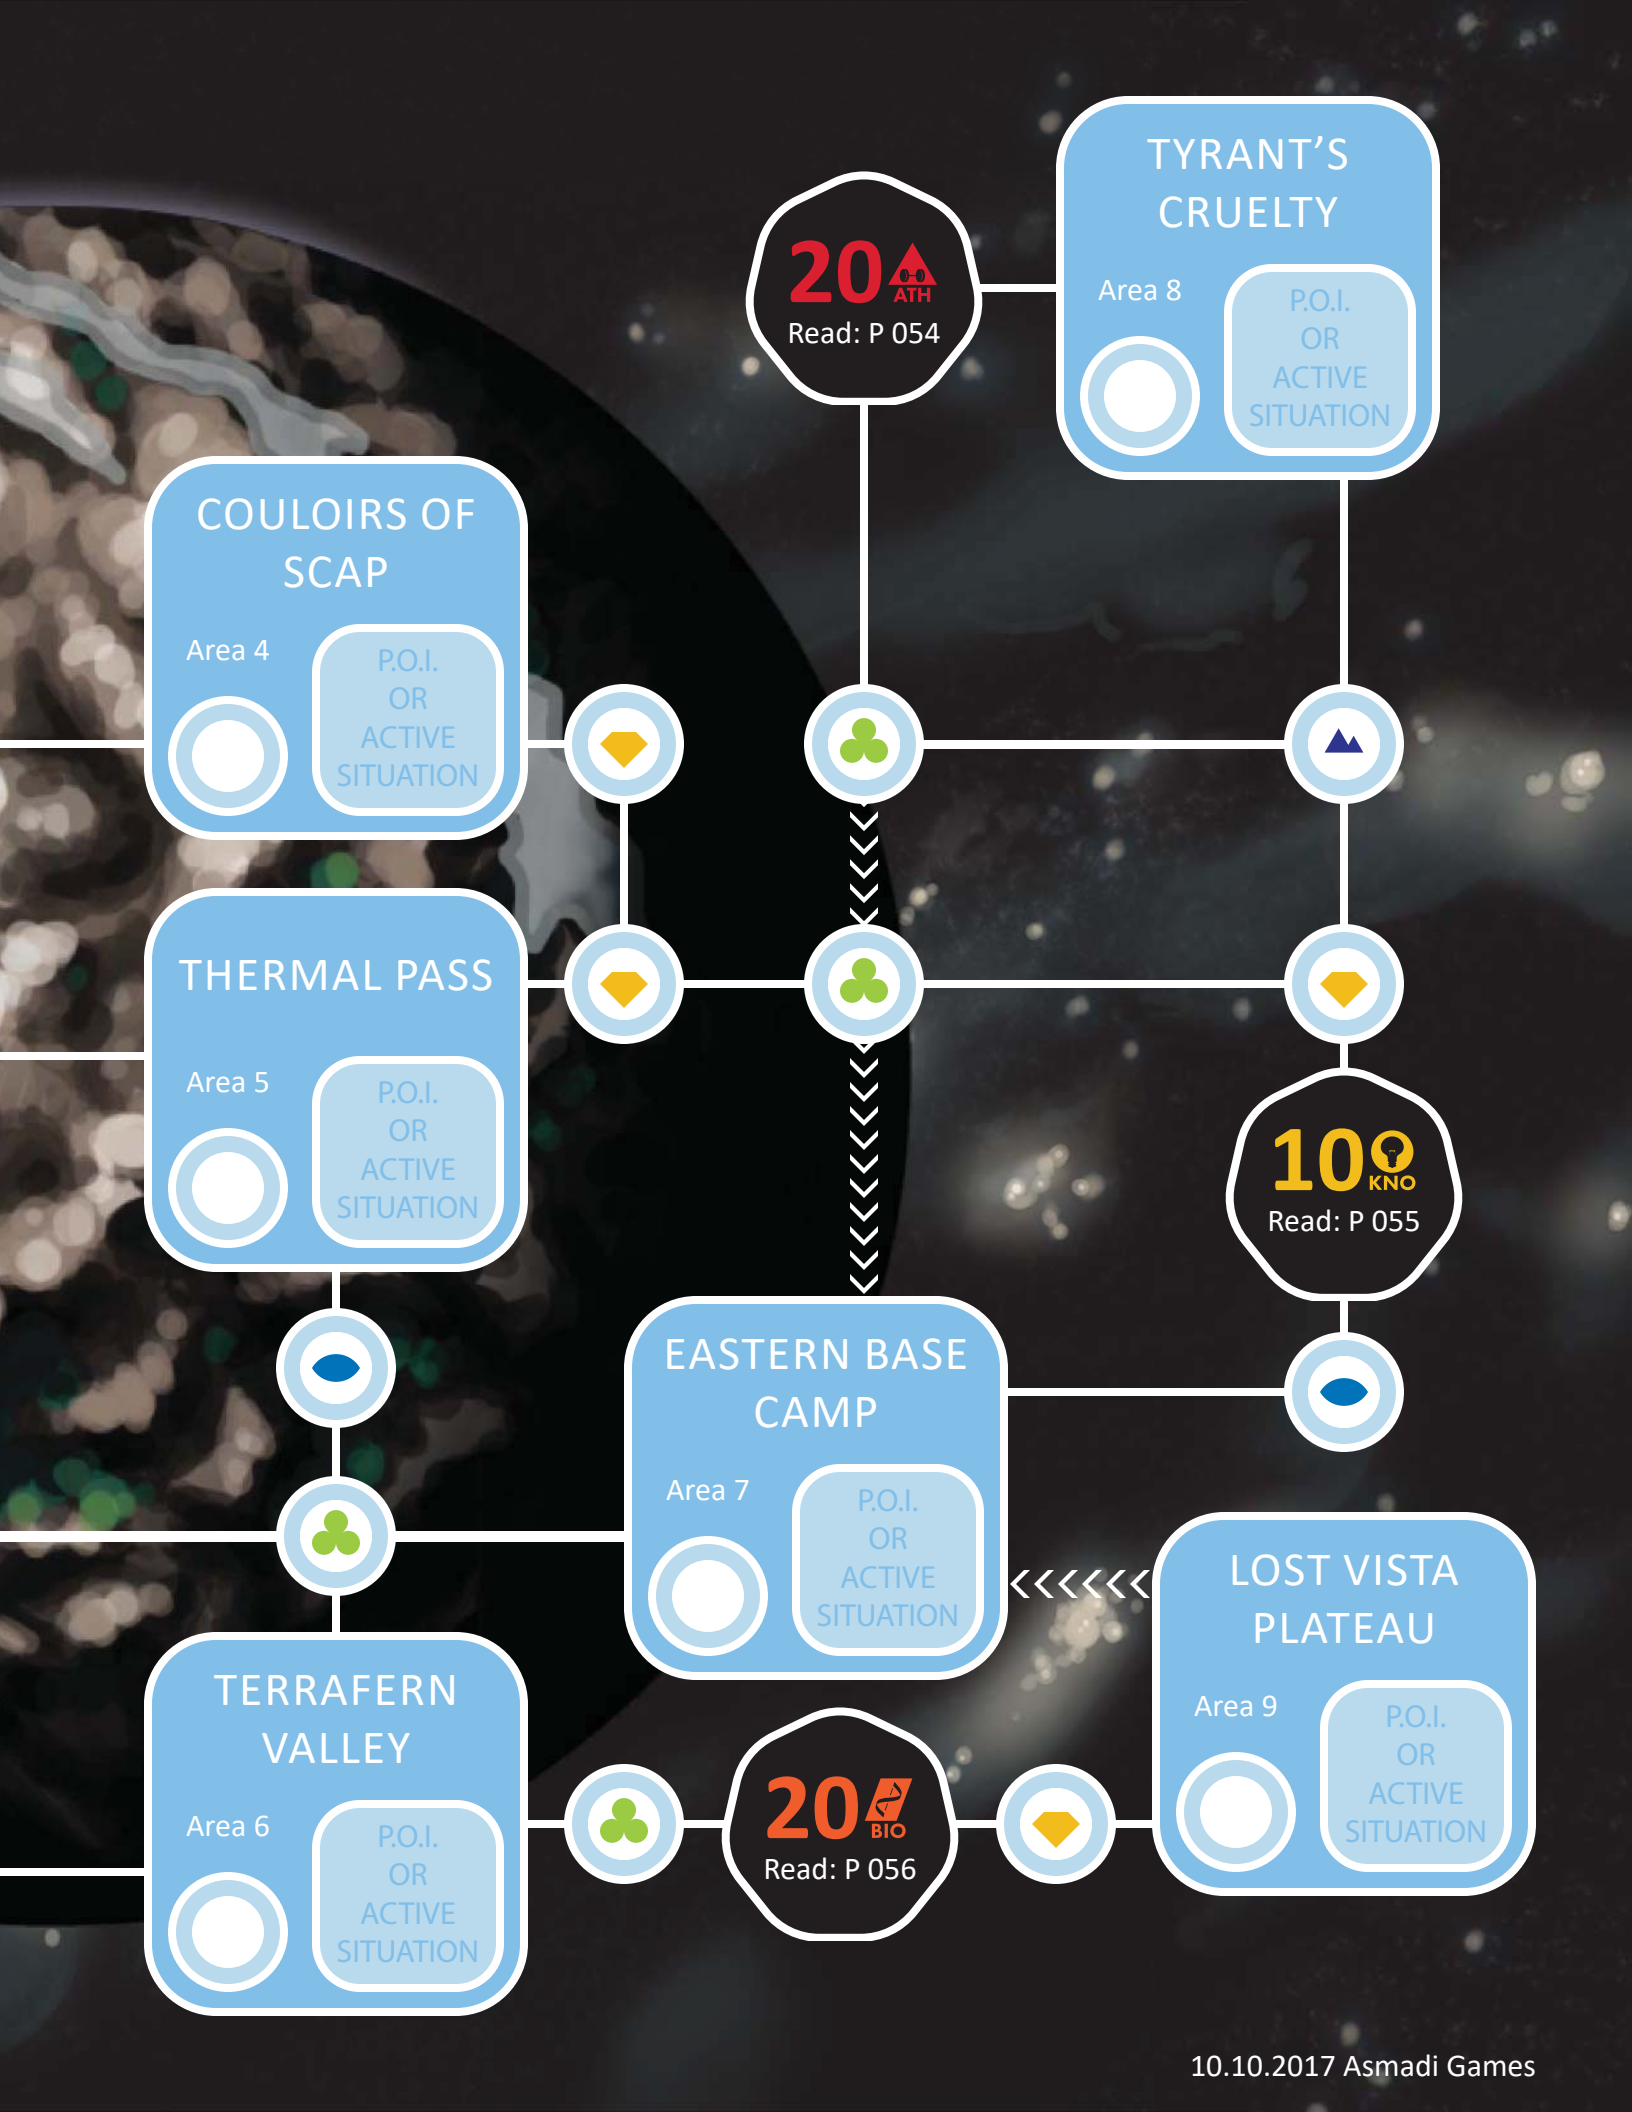 TYRANT'S
CRUELTY
Area 8
P.O.I.
OR
ACTIVE
SITUATION
20 ATH
Read: P 054
COULOIRS OF
SCAP
Area 4
P.O.I.
OR
ACTIVE
SITUATION
THERMAL PASS
Area 5
P.O.I.
OR
ACTIVE
SITUATION
10 KNO
Read: P 055
EASTERN BASE
CAMP
Area 7
P.O.I.
OR
ACTIVE
SITUATION
LOST VISTA
PLATEAU
Area 9
P.O.I.
OR
ACTIVE
SITUATION
TERRAFERN
VALLEY
Area 6
P.O.I.
OR
ACTIVE
SITUATION
20 BIO
Read: P 056
10.10.2017 Asmadi Games